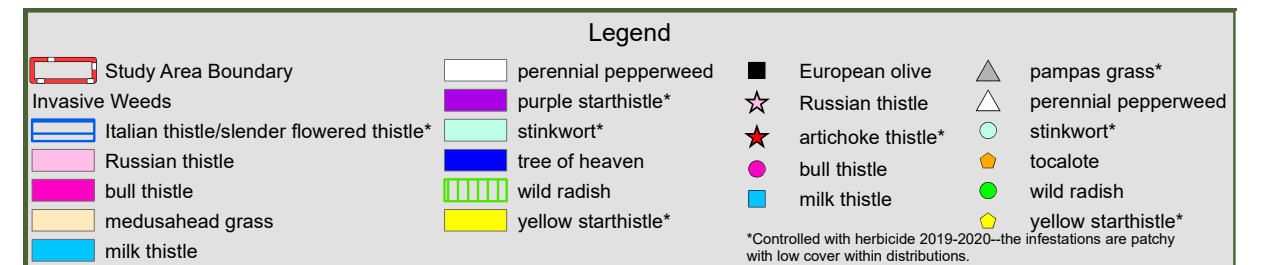 Legend
Study Area Boundary
Invasive Weeds
Italian thistle/slender flowered thistle*
Russian thistle
bull thistle
medusahead grass
milk thistle
perennial pepperweed
purple starthistle*
stinkwort*
tree of heaven
wild radish
yellow starthistle*
European olive
Russian thistle
artichoke thistle*
bull thistle
milk thistle
pampas grass*
perennial pepperweed
stinkwort*
tocalote
wild radish
yellow starthistle*
*Controlled with herbicide 2019-2020--the infestations are patchy
with low cover within distributions.